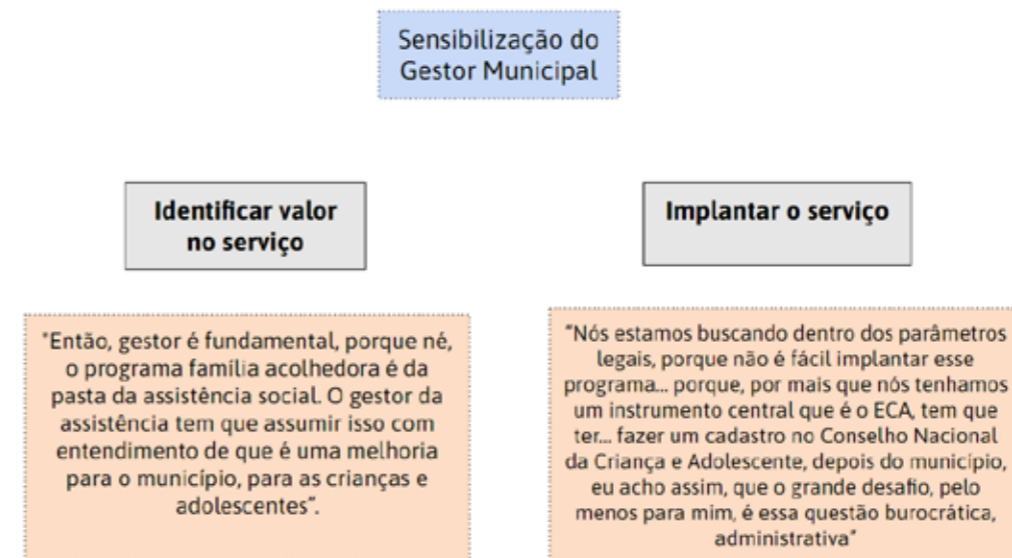 Sensibilização do
Gestor Municipal
Identificar valor
no serviço
"Então, gestor é fundamental, porque né,
o programa família acolhedora é da
pasta da assistência social. O gestor da
assistência tem que assumir isso com
entendimento de que é uma melhoria
para o município, para as crianças e
adolescentes".
Implantar o serviço
"Nós estamos buscando dentro dos parâmetros
legais, porque não é fácil implantar esse
programa... porque, por mais que nós tenhamos
um instrumento central que é o ECA, tem que
ter... fazer um cadastro no Conselho Nacional
da Criança e Adolescente, depois do município,
eu acho assim, que o grande desafio, pelo
menos para mim, é essa questão burocrática,
administrativa"